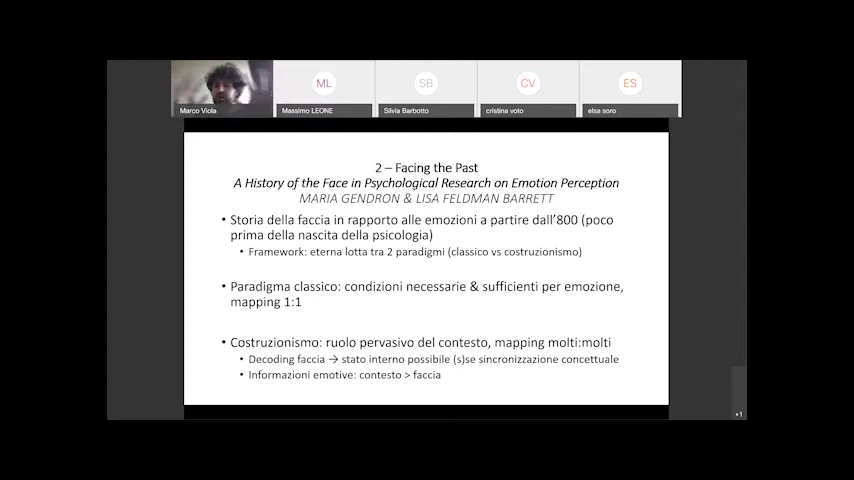 ML
SB
CV
ES
Marco Viola
Massimo LEONE
Silvia Barbotto
cristina voto
elsa soro
2 – Facing the Past
A History of the Face in Psychological Research on Emotion Perception
MARIA GENDRON & LISA FELDMAN BARRETT
• Storia della faccia in rapporto alle emozioni a partire dall'800 (poco
prima della nascita della psicologia)
• Framework: eterna lotta tra 2 paradigmi (classico vs costruzionismo)
• Paradigma classico: condizioni necessarie & sufficienti per emozione,
mapping 1:1
• Costruzionismo: ruolo pervasivo del contesto, mapping molti:molti
• Decoding faccia → stato interno possibile (s)se sincronizzazione concettuale
• Informazioni emotive: contesto > faccia
+1